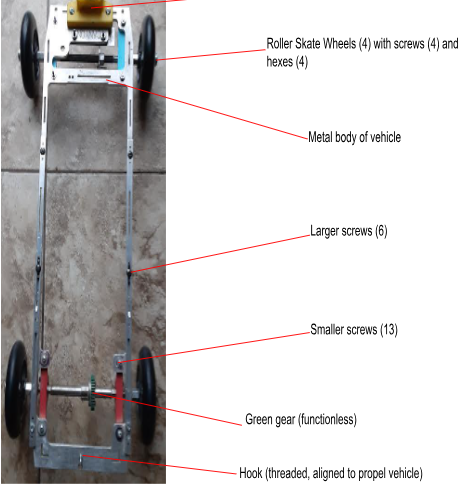 Roller Skate Wheels (4) with screws (4) and
hexes (4)
Metal body of vehicle
Larger screws (6)
Smaller screws (13)
Green gear (functionless)
Hook (threaded, aligned to propel vehicle)